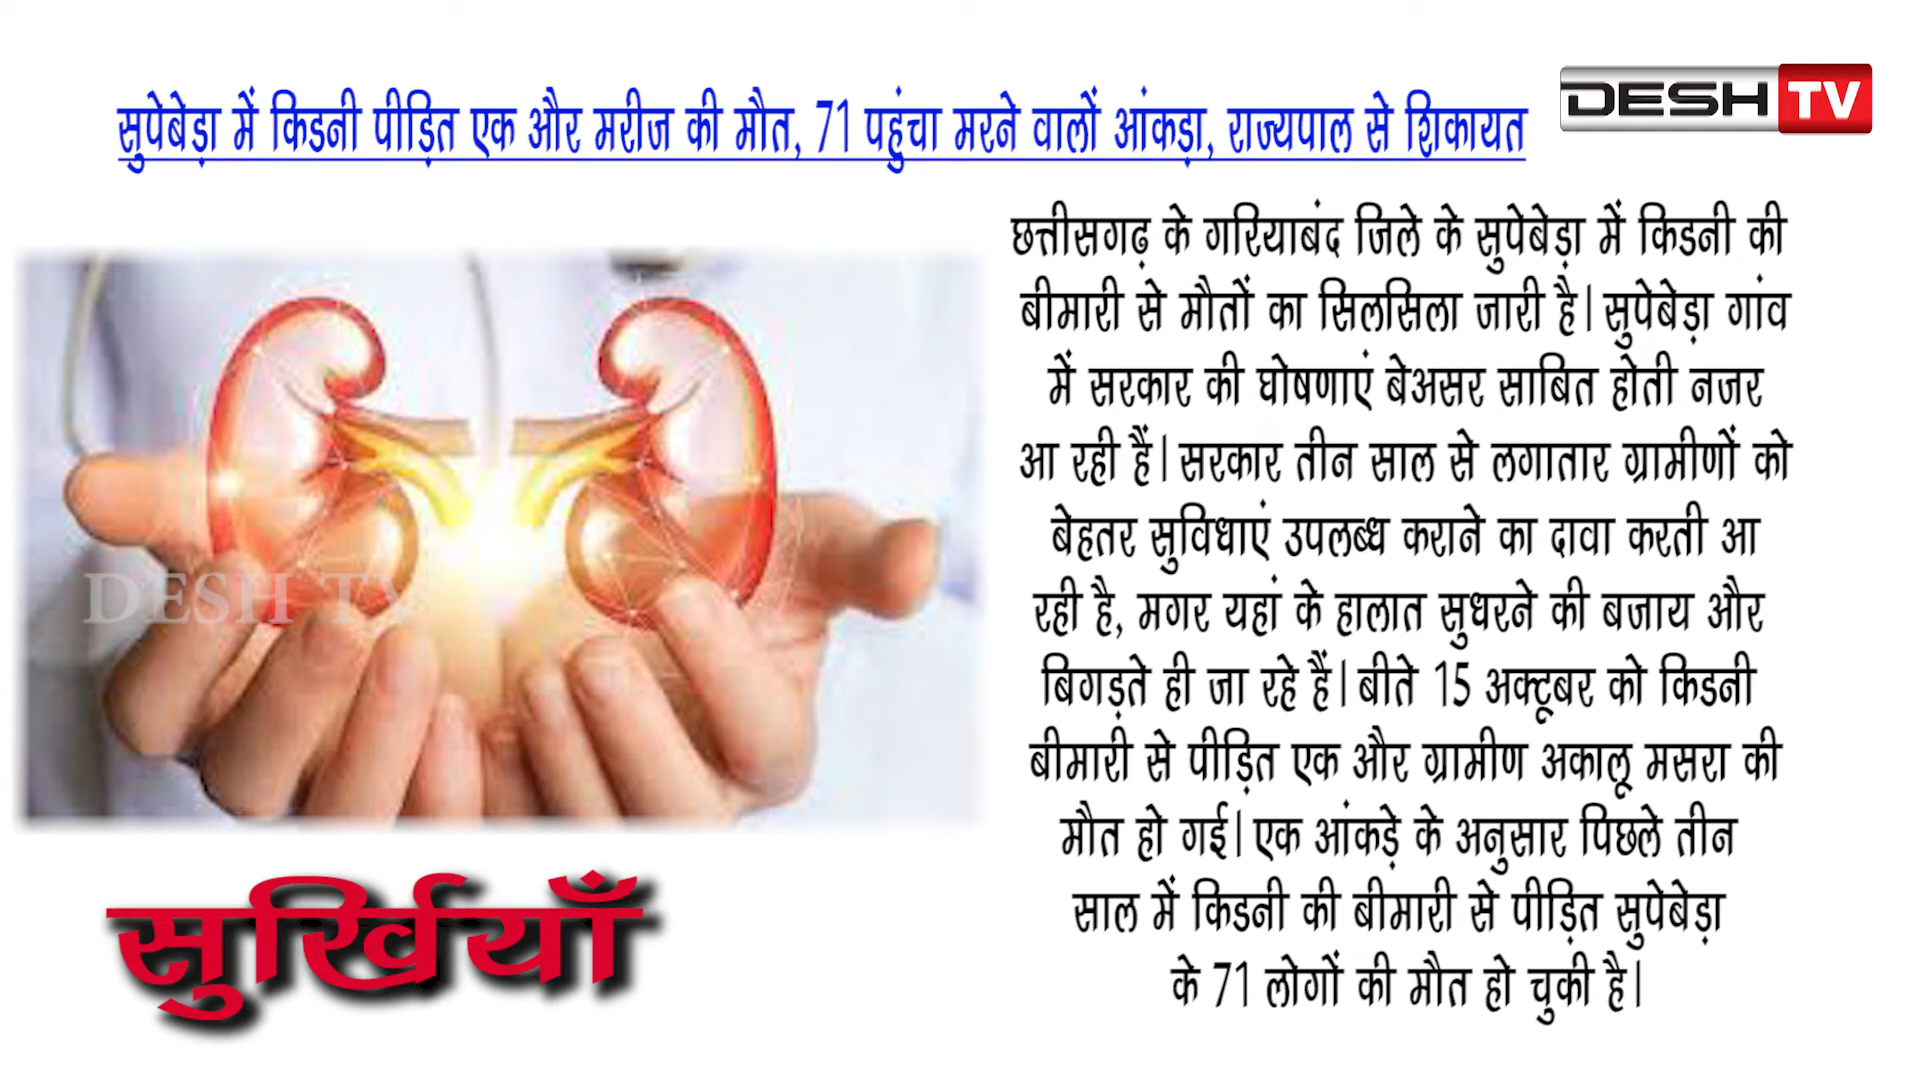 सुपेबेड़ा में किडनी पीड़ित एक और मरीज की मौत, 71 पहुंचा मरने वालों आंकड़ा, राज्यपाल से शिकायत
DESH TV
छत्तीसगढ़ के गरियाबंद जिले के सुपेबेड़ा में किडनी की
बीमारी से मौतों का सिलसिला जारी है। सुपेबेड़ा गांव
में सरकार की घोषणाएं बेअसर साबित होती नजर
आ रही हैं। सरकार तीन साल से लगातार ग्रामीणों को
बेहतर सुविधाएं उपलब्ध कराने का दावा करती आ
रही है, मगर यहां के हालात सुधरने की बजाय और
बिगड़ते ही जा रहे हैं। बीते 15 अक्टूबर को किडनी
बीमारी से पीड़ित एक और ग्रामीण अकालू मसरा की
मौत हो गई। एक आंकड़े के अनुसार पिछले तीन
साल में किडनी की बीमारी से पीड़ित सुपेबेड़ा
के 71 लोगों की मौत हो चुकी है।
DESH TV
सुर्खियाँ